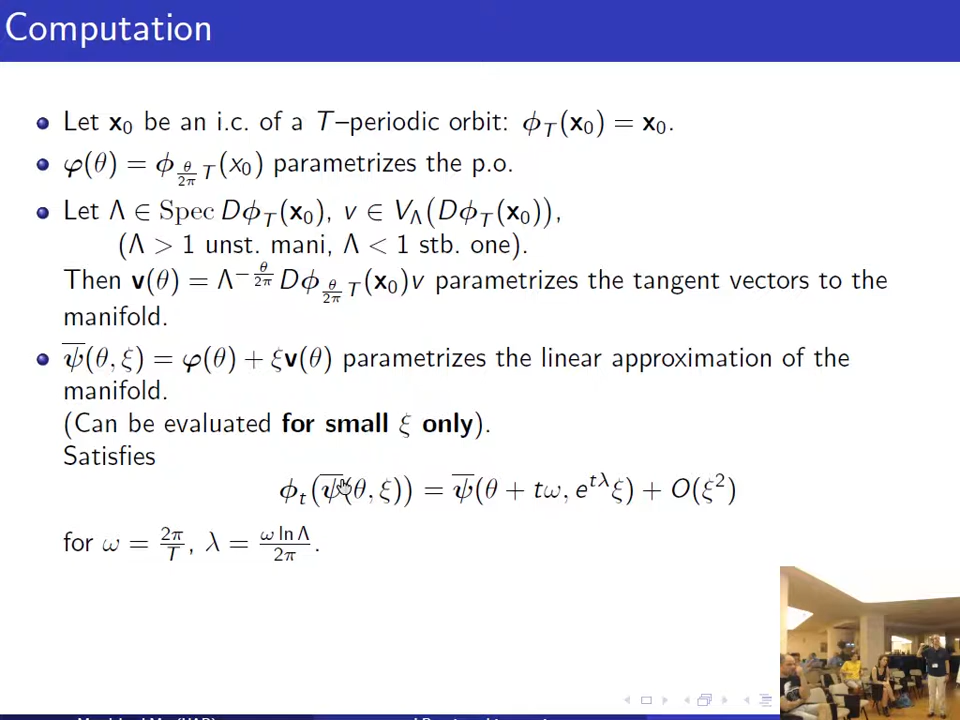 Computation
Let x₀ be an i.c. of a T–periodic orbit: ϕ_T(x₀) = x₀.
φ(θ) = ϕ_{θ/2π T}(x₀) parametrizes the p.o.
Let Λ ∈ Spec Dϕ_T(x₀), v ∈ V_Λ(Dϕ_T(x₀)),
(Λ > 1 unst. mani, Λ < 1 stb. one).
Then v(θ) = Λ^{−θ/2π} Dϕ_{θ/2π T}(x₀)v parametrizes the tangent vectors to the
manifold.
ψ̅(θ, ξ) = φ(θ) + ξv(θ) parametrizes the linear approximation of the
manifold.
(Can be evaluated for small ξ only).
Satisfies
ϕ_t(ψ̅(θ, ξ)) = ψ̅(θ + tω, e^{tλ}ξ) + O(ξ²)
for ω = 2π/T, λ = ω ln Λ/2π.